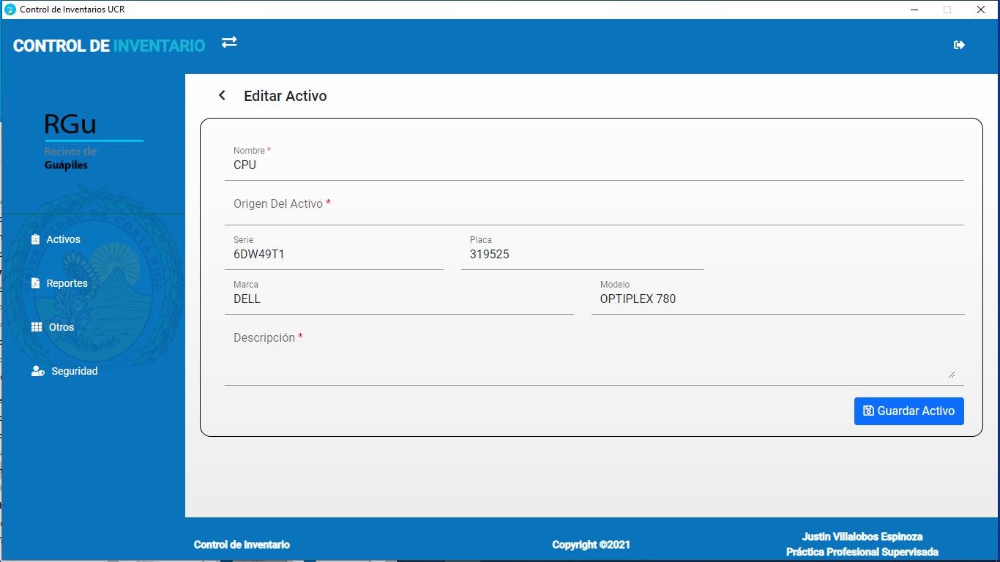 Control de Inventarios UCR
CONTROL DE INVENTARIO
RGu
Recinto de
Guápiles
Activos
Reportes
Otros
Seguridad
Editar Activo
Nombre *
CPU
Origen Del Activo *
Serie
6DW49T1
Placa
319525
Marca
DELL
Modelo
OPTIPLEX 780
Descripción *
Guardar Activo
Control de Inventario
Copyright ©2021
Justin Villalobos Espinoza
Práctica Profesional Supervisada